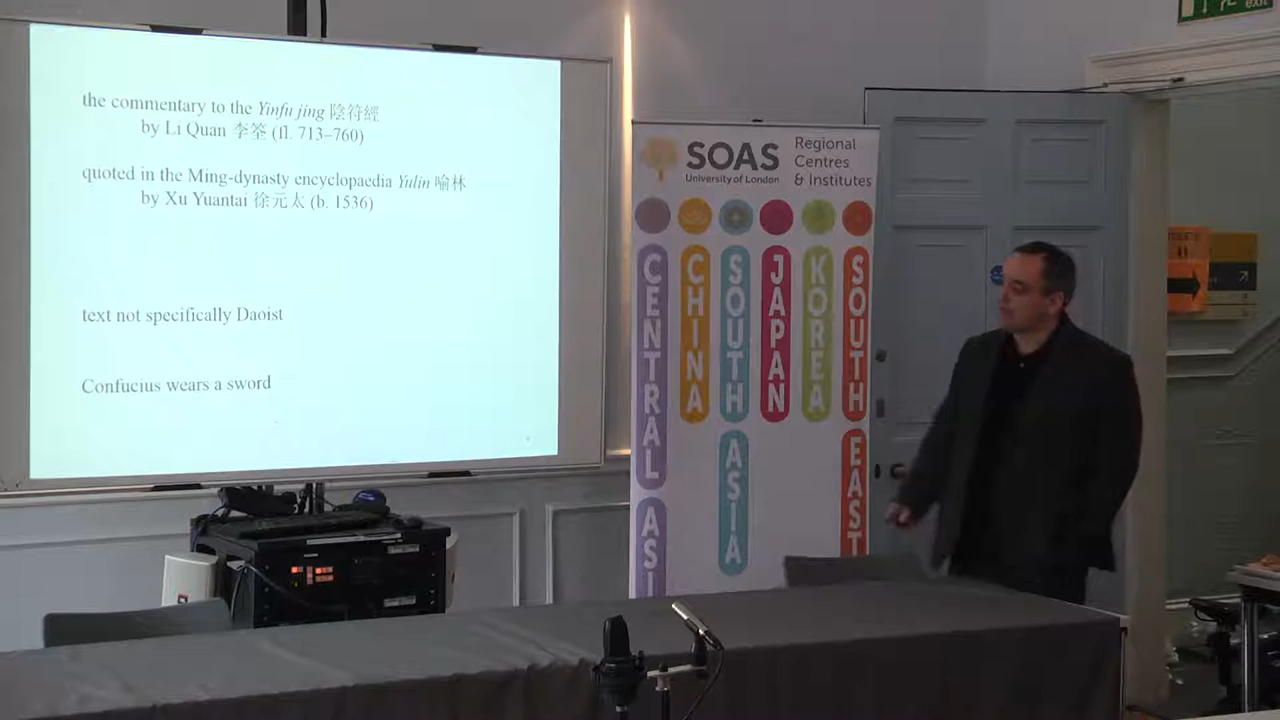 the commentary to the Yinfu jing 陰符經
by Li Quan 李筌 (fl. 713–760)
quoted in the Ming-dynasty encyclopaedia Yulin 喻林
by Xu Yuantai 徐元太 (b. 1536)
text not specifically Daoist
Confucius wears a sword
SOAS
University of London
Regional
Centres
& Institutes
CENTRAL ASI
CHINA
SOUTH ASIA
JAPAN
KOREA
SOUTH EAST
exit